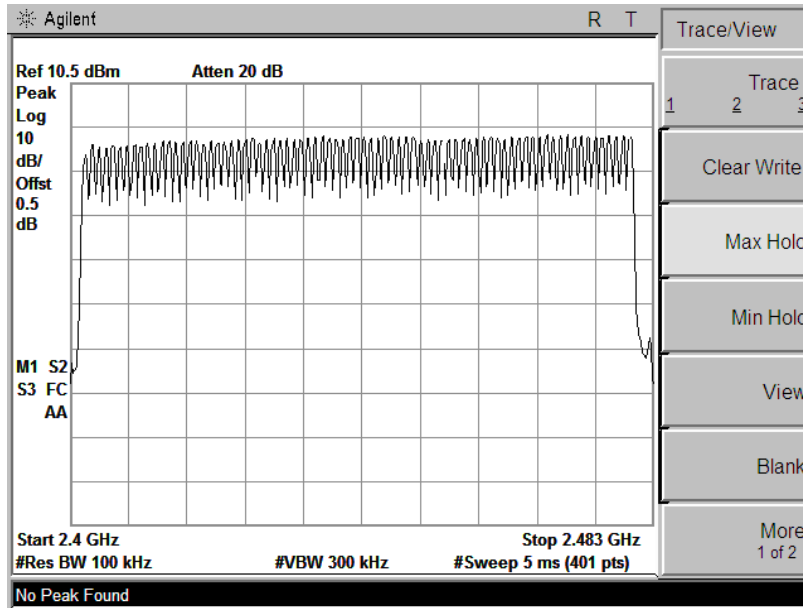 Agilent R T
Ref 10.5 dBm Atten 20 dB
Peak
Log
10
dB/
Offst
0.5
dB
M1 S2
S3 FC
AA
Start 2.4 GHz Stop 2.483 GHz
#Res BW 100 kHz #VBW 300 kHz #Sweep 5 ms (401 pts)
No Peak Found
Trace/View
Trace
1 2 3
Clear Write
Max Hold
Min Hold
View
Blank
More
1 of 2